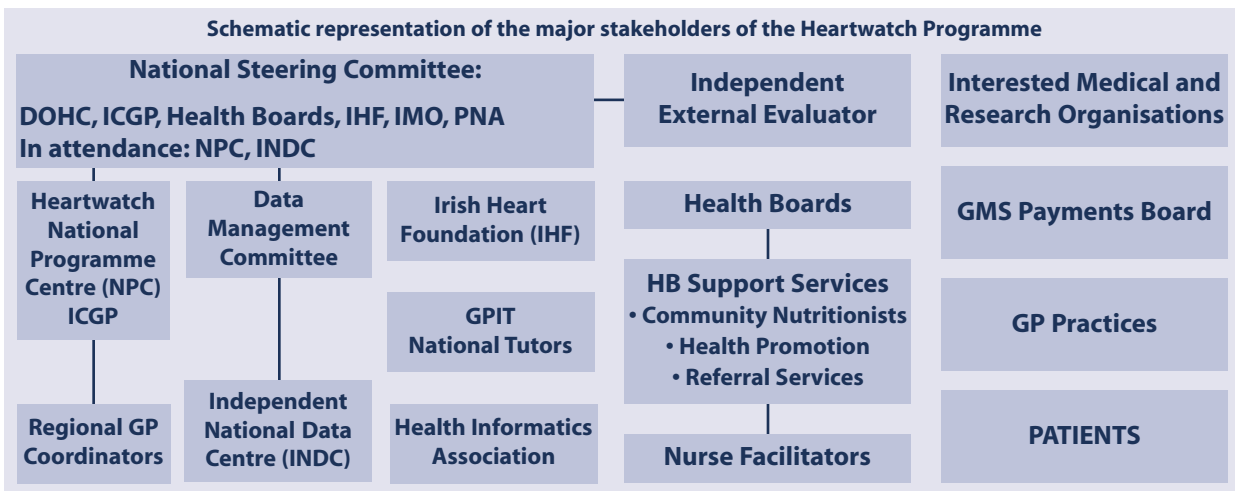 Schematic representation of the major stakeholders of the Heartwatch Programme
National Steering Committee:
DOHC, ICGP, Health Boards, IHF, IMO, PNA
In attendance: NPC, INDC
Independent
External Evaluator
Interested Medical and
Research Organisations
Heartwatch
National
Programme
Centre (NPC)
ICGP
Data
Management
Committee
Irish Heart
Foundation (IHF)
Health Boards
GMS Payments Board
GPIT
National Tutors
HB Support Services
• Community Nutritionists
• Health Promotion
• Referral Services
GP Practices
Regional GP
Coordinators
Independent
National Data
Centre (INDC)
Health Informatics
Association
Nurse Facilitators
PATIENTS